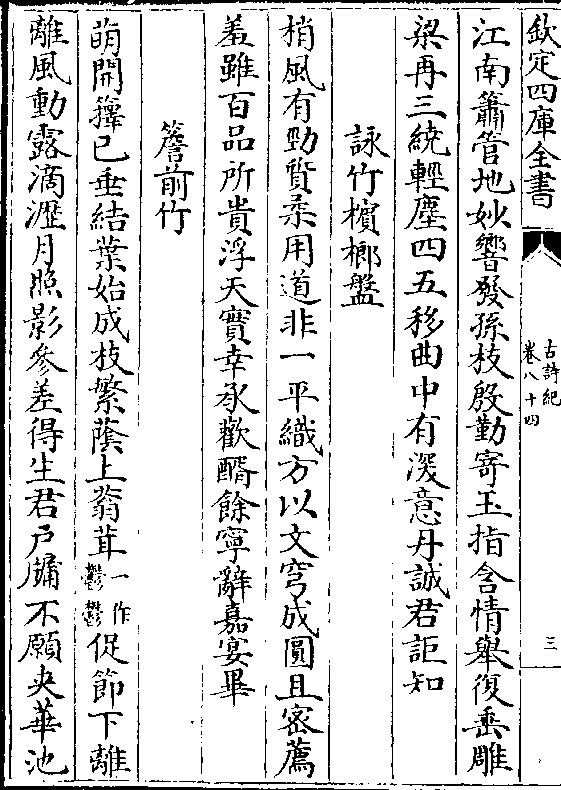 欽定四庫全書
古詩紀
卷八十四
三
江南簫管地妙響發孫枝殷勤寄玉指含情舉復垂雕
梁再三繞輕塵四五移曲中有深意丹誠君詎知
詠竹檳榔盤
梢風有勁質柔用道非一平織方以文穹成圓且密薦
羞雖百品所貴浮天實幸承歡醑餘寧辭嘉宴畢
簷前竹
萌開籜已垂結葉始成枝繁蔭上蓊茸一作鬱鬱促節下離
離風動露滴瀝月照影參差得生君戶牖不願夾華池